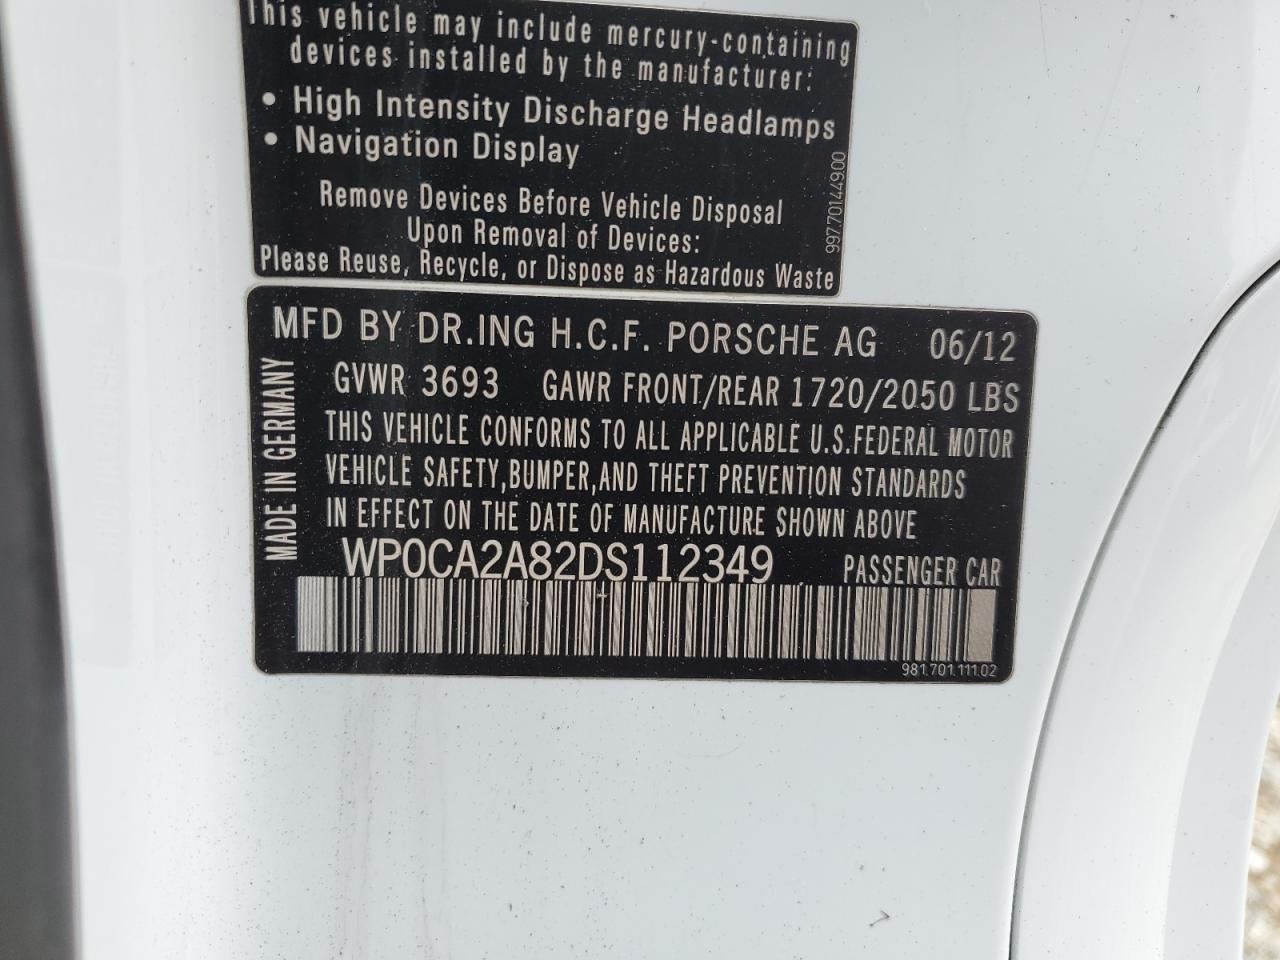 This vehicle may include mercury-containing
devices installed by the manufacturer:
• High Intensity Discharge Headlamps
• Navigation Display
Remove Devices Before Vehicle Disposal
Upon Removal of Devices:
Please Reuse, Recycle, or Dispose as Hazardous Waste
997.701449.00
MFD BY DR.ING H.C.F. PORSCHE AG 06/12
GVWR 3693 GAWR FRONT/REAR 1720/2050 LBS
THIS VEHICLE CONFORMS TO ALL APPLICABLE U.S.FEDERAL MOTOR
VEHICLE SAFETY,BUMPER,AND THEFT PREVENTION STANDARDS
IN EFFECT ON THE DATE OF MANUFACTURE SHOWN ABOVE
MADE IN GERMANY
WP0CA2A82DS112349 PASSENGER CAR
981.701.111.02